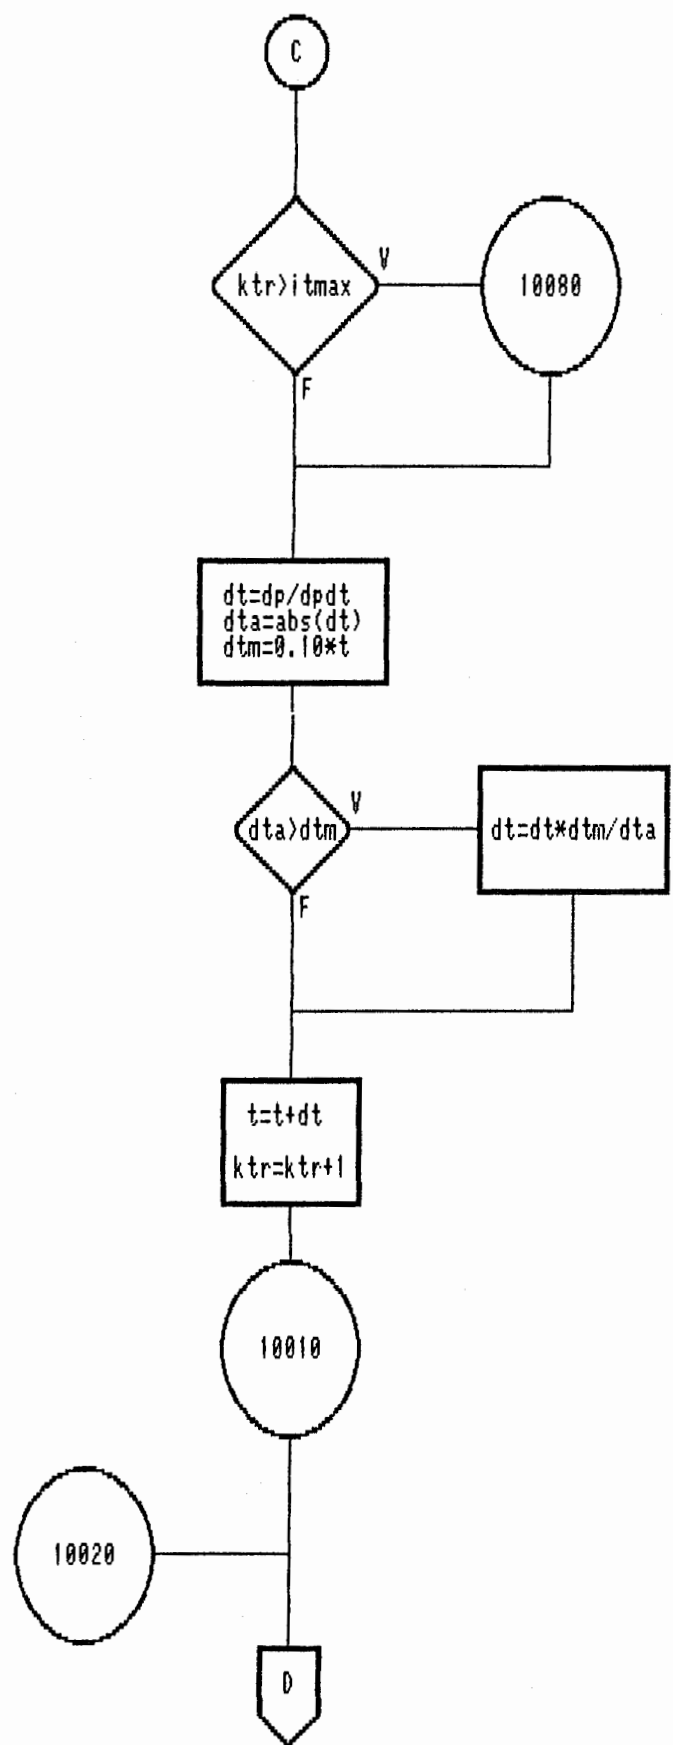 C
V
ktr>itmax
10080
F
dt=dp/dpdt
dta=abs(dt)
dtm=0.10*t
V
dta>dtm
dt=dt*dtm/dta
F
t=t+dt
ktr=ktr+1
10010
10020
D